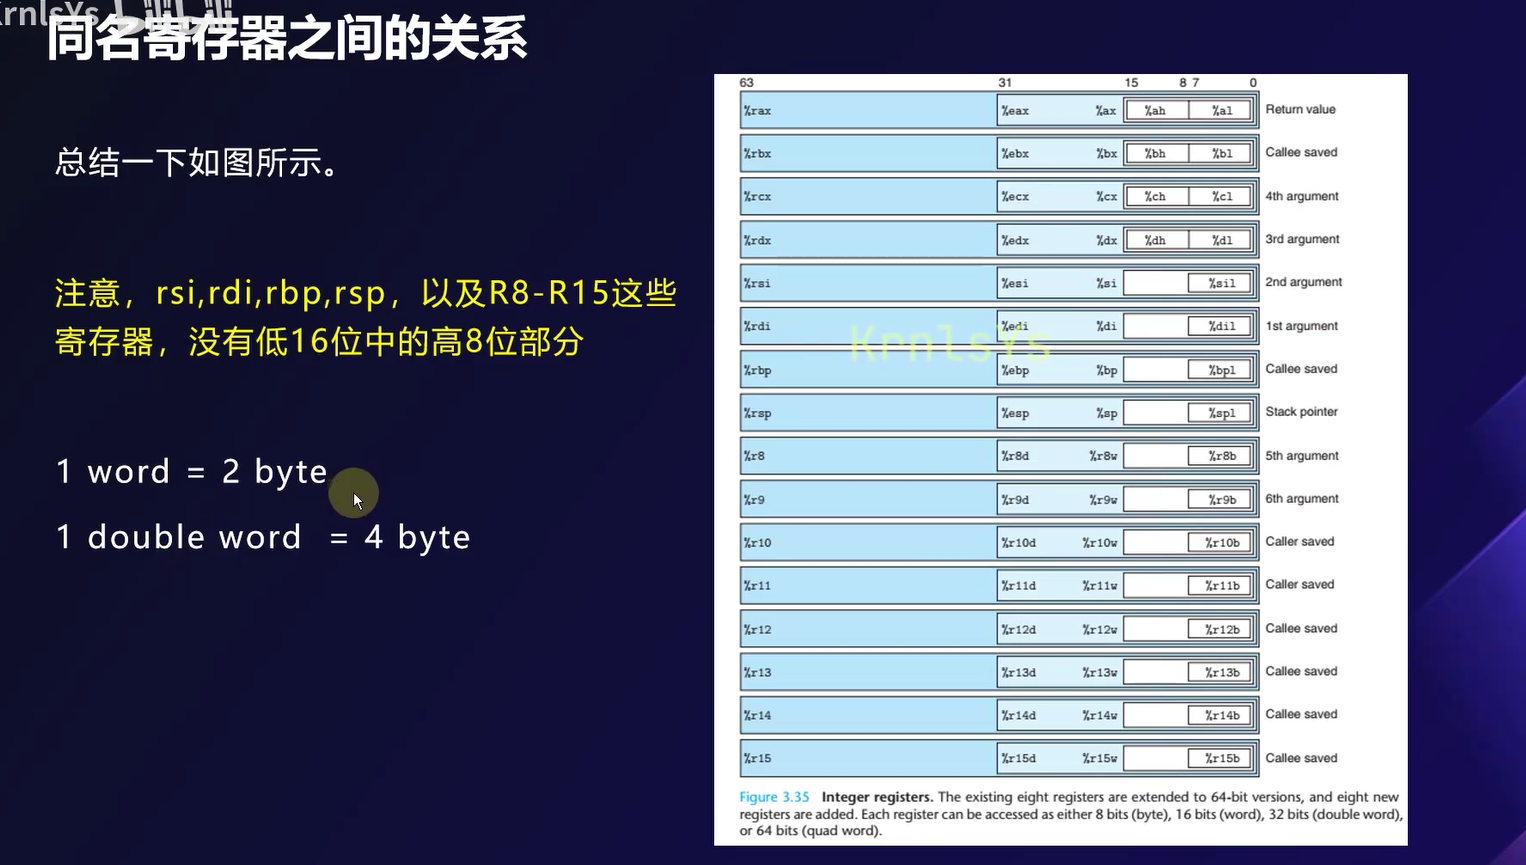 KrnlsYs
同名寄存器之间的关系
总结一下如图所示。
注意，rsi,rdi,rbp,rsp，以及R8-R15这些
寄存器，没有低16位中的高8位部分
1 word = 2 byte
1 double word = 4 byte
63 31 15 8 7 0
%rax %eax %ax %ah %al Return value
%rbx %ebx %bx %bh %bl Callee saved
%rcx %ecx %cx %ch %cl 4th argument
%rdx %edx %dx %dh %dl 3rd argument
%rsi %esi %si %sil 2nd argument
%rdi %edi %di %dil 1st argument
KrnlsYs
%rbp %ebp %bp %bpl Callee saved
%rsp %esp %sp %spl Stack pointer
%r8 %r8d %r8w %r8b 5th argument
%r9 %r9d %r9w %r9b 6th argument
%r10 %r10d %r10w %r10b Caller saved
%r11 %r11d %r11w %r11b Caller saved
%r12 %r12d %r12w %r12b Callee saved
%r13 %r13d %r13w %r13b Callee saved
%r14 %r14d %r14w %r14b Callee saved
%r15 %r15d %r15w %r15b Callee saved
Figure 3.35 Integer registers. The existing eight registers are extended to 64-bit versions, and eight new
registers are added. Each register can be accessed as either 8 bits (byte), 16 bits (word), 32 bits (double word),
or 64 bits (quad word).